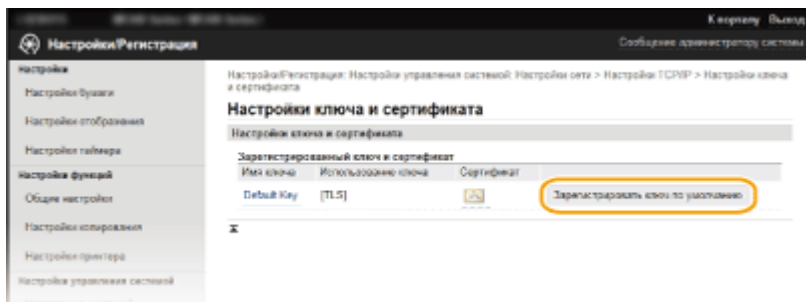 К порталу Выход
Настройки/Регистрация
Сообщение администратору системы
Настройки
Настройки бумаги
Настройки отображения
Настройки таймера
Настройки функций
Общие настройки
Настройки копирования
Настройки принтера
Настройки управления системой
Настройки/Регистрация: Настройки управления системой: Настройки сети > Настройки TCP/IP > Настройки ключа
и сертификата
Настройки ключа и сертификата
Настройки ключа и сертификата
Зарегистрированный ключ и сертификат
Имя ключа Использование ключа Сертификат
Default Key [TLS] Зарегистрировать ключ по умолчанию